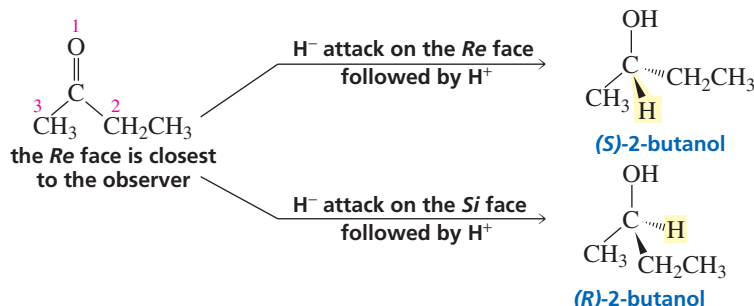 1
O
C
3
2
CH3
CH2CH3
the Re face is closest
to the observer
H− attack on the Re face
followed by H+
OH
C
CH2CH3
CH3
H
(S)-2-butanol
H− attack on the Si face
followed by H+
OH
C
H
CH3
CH2CH3
(R)-2-butanol